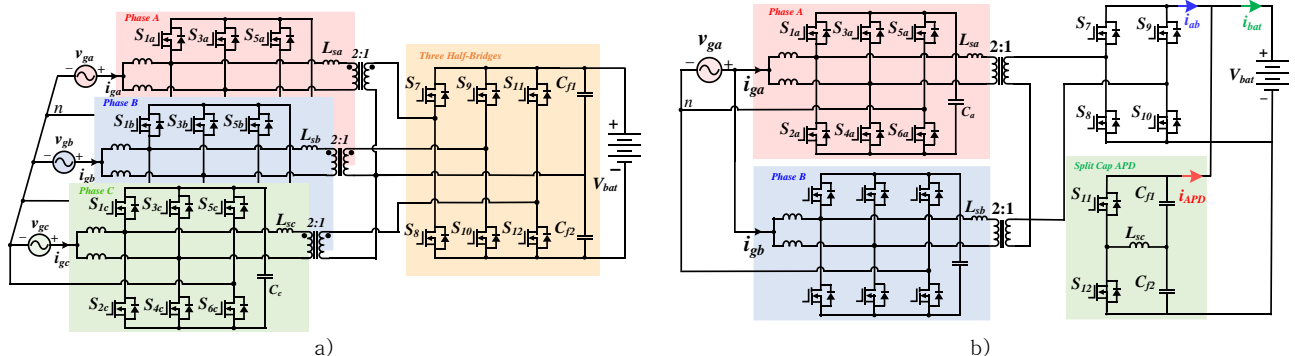 Phase A
S1a S3a S5a
Lsa 2:1
vga
− +
iga
Three Half-Bridges
S7 S9 S11 Cf1
n
Phase B
S1b S3b S5b
Lsb 2:1
vgb
− +
igb
+
−
Vbat
Phase C
S1c S3c S5c
Lsc 2:1
vgc
− +
igc
S8 S10 S12 Cf2
Cc
S2c S4c S6c
a)
Phase A
S1a S3a S5a
Lsa 2:1
vga
− +
iga
n
Ca
S2a S4a S6a
S7 S9
iab
ibat
+
Vbat
−
S8 S10
Phase B
Lsb 2:1
igb
Split Cap APD
S11 Cf1
iAPD
Lsc
S12 Cf2
b)